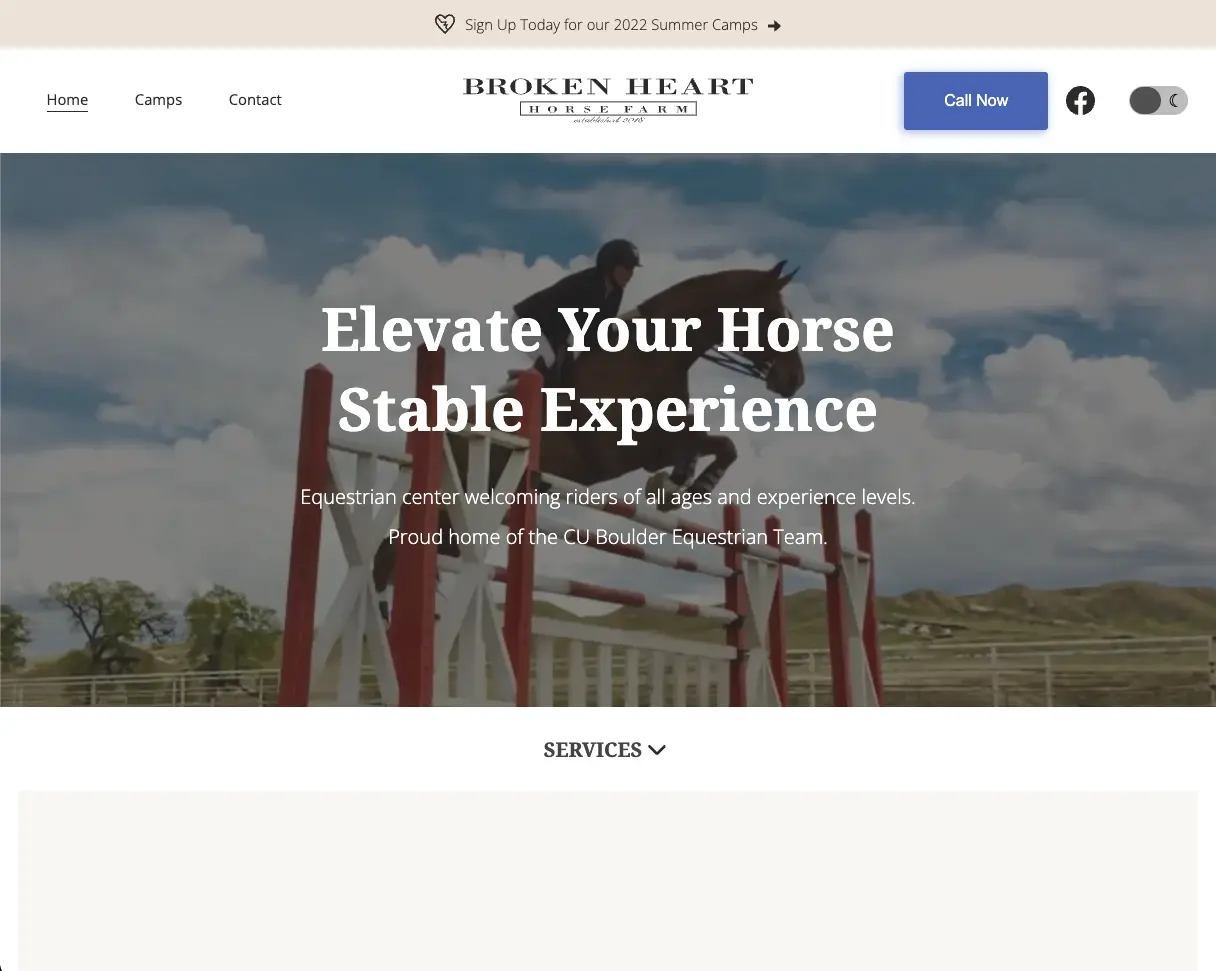 Sign Up Today for our 2022 Summer Camps
Home
Camps
Contact
BROKEN HEART
HORSE FARM
established 2018
Call Now
Elevate Your Horse
Stable Experience
Equestrian center welcoming riders of all ages and experience levels.
Proud home of the CU Boulder Equestrian Team.
SERVICES